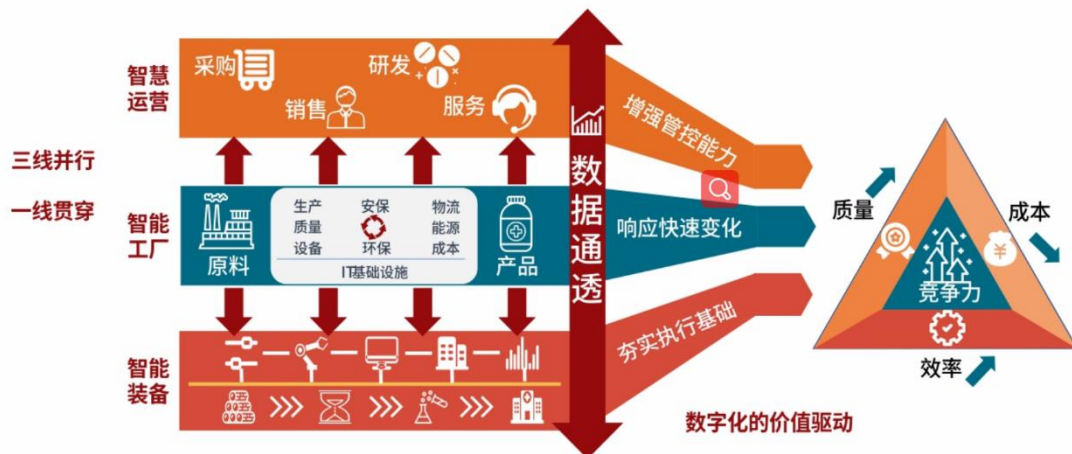 三线并行
一线贯穿
智慧
运营
采购
销售
研发
服务
智能
工厂
原料
生产
安保
物流
质量
能源
设备
环保
成本
IT基础设施
产品
智能
装备
数据通透
增强管控能力
响应快速变化
夯实执行基础
质量
成本
¥
竞争力
效率
数字化的价值驱动